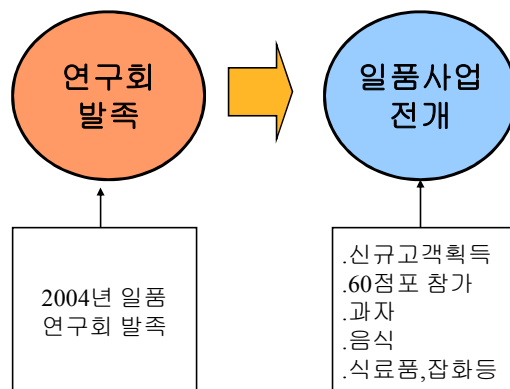 연구회
발족
일품사업
전개
2004년 일품
연구회 발족
.신규고객획득
.60점포 참가
.과자
.음식
.식료품,잡화등